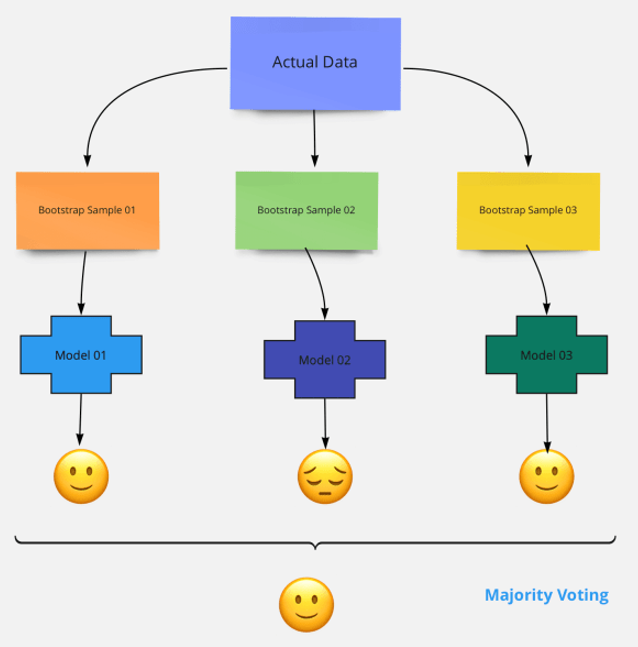 Actual Data
Bootstrap Sample 01
Bootstrap Sample 02
Bootstrap Sample 03
Model 01
Model 02
Model 03
Majority Voting